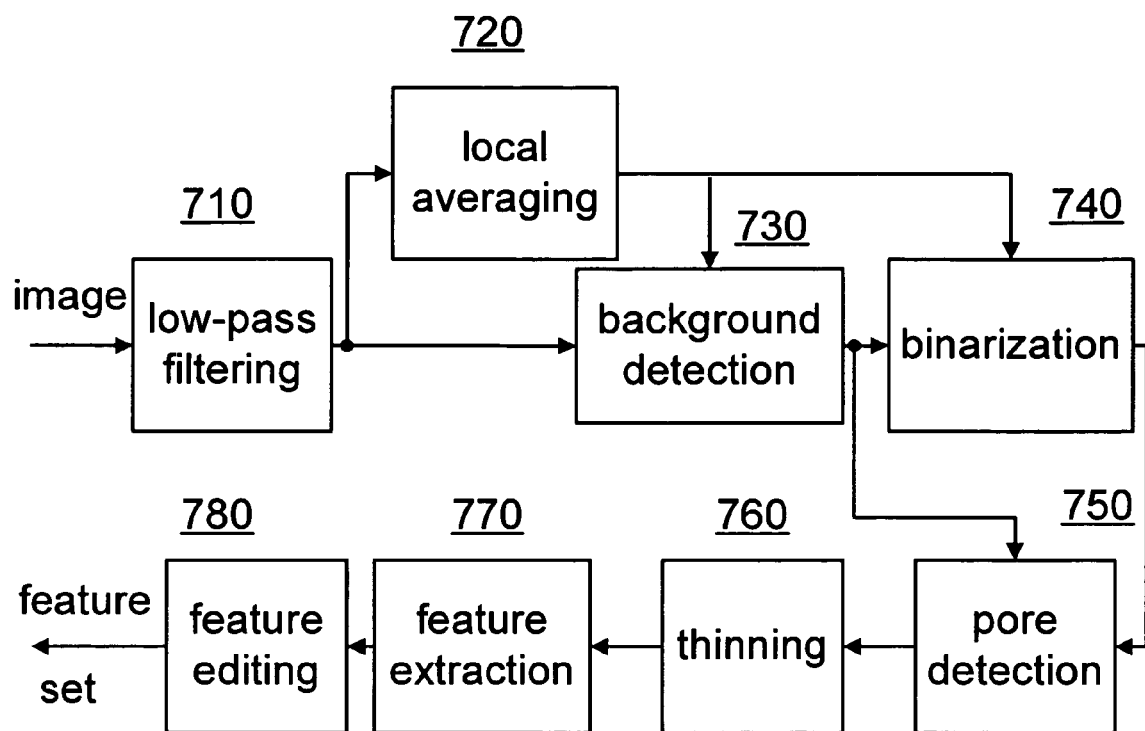 720
local
averaging
710
730
740
image
low-pass
filtering
background
detection
binarization
780
770
760
750
feature
set
feature
editing
feature
extraction
thinning
pore
detection